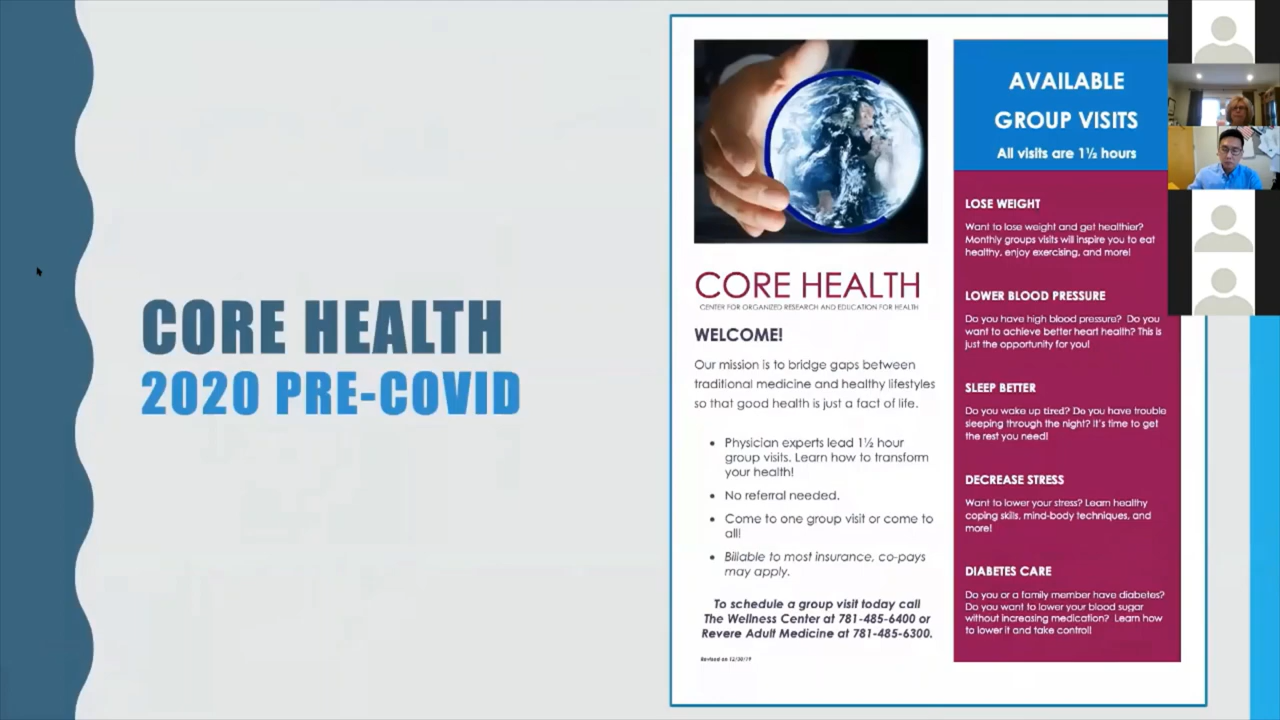 CORE HEALTH
2020 PRE-COVID
CORE HEALTH
CENTER FOR ORGANIZED RESEARCH AND EDUCATION FOR HEALTH
WELCOME!
Our mission is to bridge gaps between
traditional medicine and healthy lifestyles
so that good health is just a fact of life.
• Physician experts lead 1½ hour
group visits. Learn how to transform
your health!
• No referral needed.
• Come to one group visit or come to
all!
• Billable to most insurance, co-pays
may apply.
To schedule a group visit today call
The Wellness Center at 781-485-6400 or
Revere Adult Medicine at 781-485-6300.
Revised on 12/30/19
AVAILABLE
GROUP VISITS
All visits are 1½ hours
LOSE WEIGHT
Want to lose weight and get healthier?
Monthly groups visits will inspire you to eat
healthy, enjoy exercising, and more!
LOWER BLOOD PRESSURE
Do you have high blood pressure? Do you
want to achieve better heart health? This is
just the opportunity for you!
SLEEP BETTER
Do you wake up tired? Do you have trouble
sleeping through the night? It's time to get
the rest you need!
DECREASE STRESS
Want to lower your stress? Learn healthy
coping skills, mind-body techniques, and
more!
DIABETES CARE
Do you or a family member have diabetes?
Do you want to lower your blood sugar
without increasing medication? Learn how
to lower it and take control!